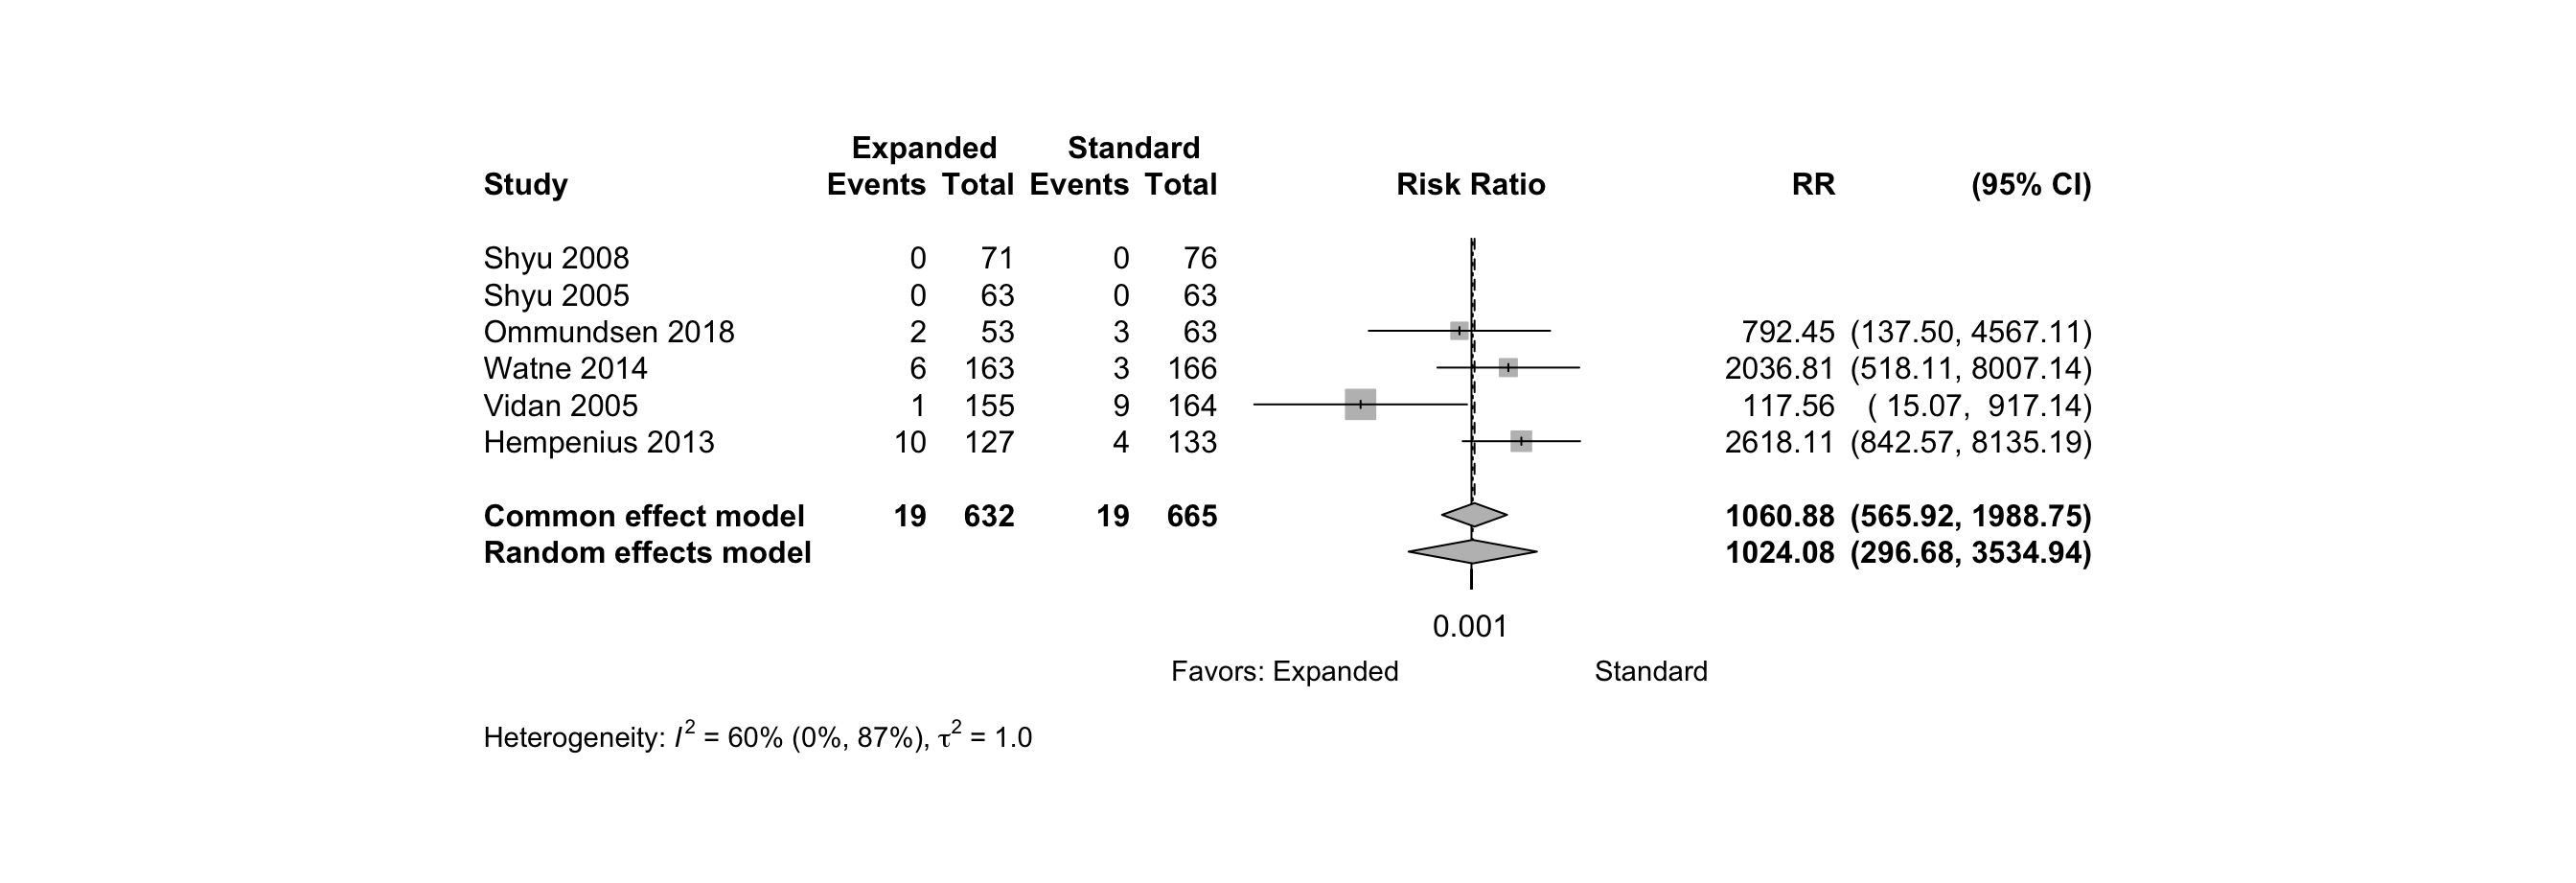 Expanded Standard
Study Events Total Events Total Risk Ratio RR (95% CI)
Shyu 2008 0 71 0 76
Shyu 2005 0 63 0 63
Ommundsen 2018 2 53 3 63 792.45 (137.50, 4567.11)
Watne 2014 6 163 3 166 2036.81 (518.11, 8007.14)
Vidan 2005 1 155 9 164 117.56 ( 15.07, 917.14)
Hempenius 2013 10 127 4 133 2618.11 (842.57, 8135.19)
Common effect model 19 632 19 665 1060.88 (565.92, 1988.75)
Random effects model 1024.08 (296.68, 3534.94)
0.001
Favors: Expanded Standard
Heterogeneity: I² = 60% (0%, 87%), τ² = 1.0